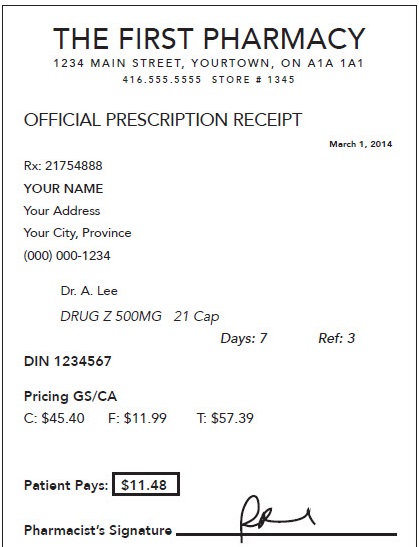 THE FIRST PHARMACY
1234 MAIN STREET, YOURTOWN, ON A1A 1A1
416.555.5555 STORE # 1345
OFFICIAL PRESCRIPTION RECEIPT
March 1, 2014
Rx: 21754888
YOUR NAME
Your Address
Your City, Province
(000) 000-1234
Dr. A. Lee
DRUG Z 500MG 21 Cap
Days: 7 Ref: 3
DIN 1234567
Pricing GS/CA
C: $45.40 F: $11.99 T: $57.39
Patient Pays: $11.48
Pharmacist's Signature